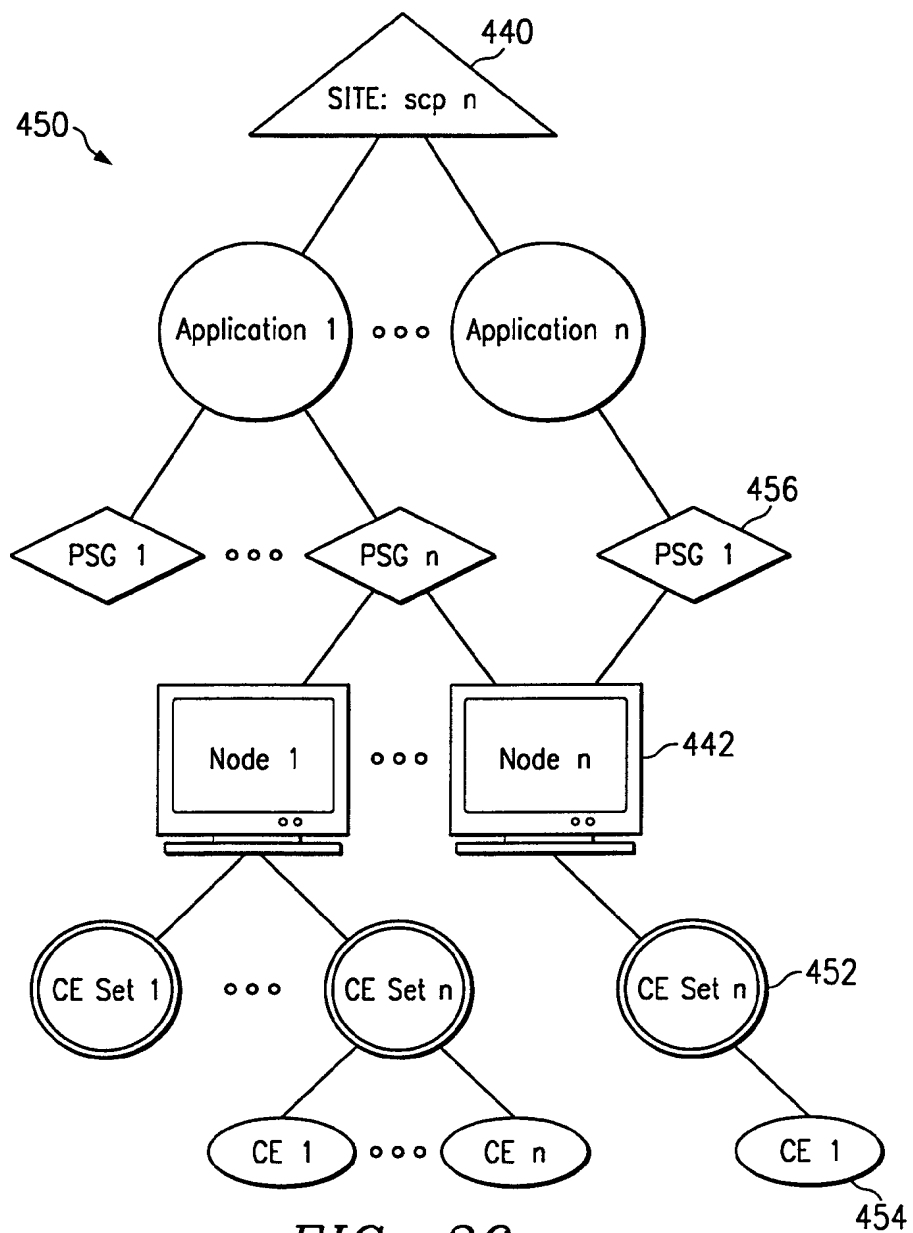 440
SITE: scp n
450
Application 1
Application n
456
PSG 1
PSG n
PSG 1
Node 1
Node n
442
CE Set 1
CE Set n
CE Set n
452
CE 1
CE n
CE 1
454